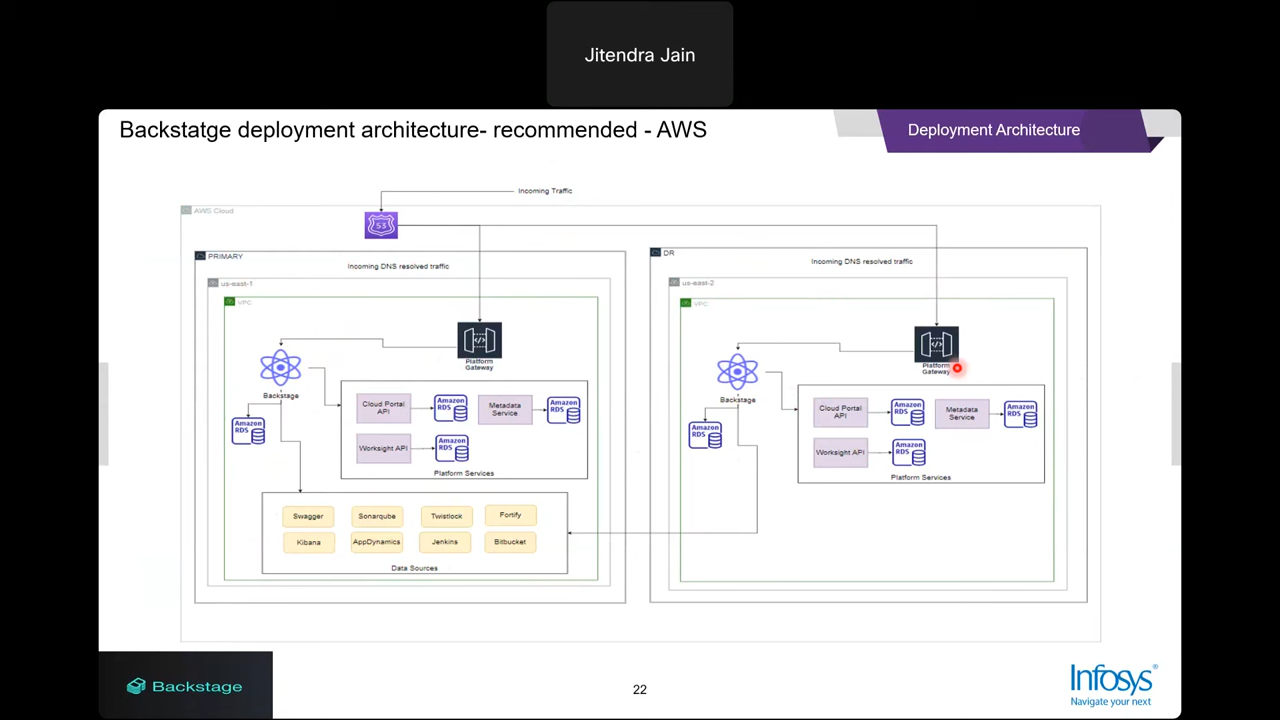 Jitendra Jain
Backstatge deployment architecture- recommended - AWS
Deployment Architecture
Incoming Traffic
AWS Cloud
53
PRIMARY
Incoming DNS resolved traffic
us-east-1
VPC
Platform
Gateway
Backstage
Amazon
RDS
Cloud Portal
API
Amazon
RDS
Metadata
Service
Amazon
RDS
Worksight API
Amazon
RDS
Platform Services
Swagger
Sonarqube
Twistlock
Fortify
Kibana
AppDynamics
Jenkins
Bitbucket
Data Sources
DR
Incoming DNS resolved traffic
us-east-2
VPC
Platform
Gateway
Backstage
Amazon
RDS
Cloud Portal
API
Amazon
RDS
Metadata
Service
Amazon
RDS
Worksight API
Amazon
RDS
Platform Services
Backstage
22
Infosys®
Navigate your next